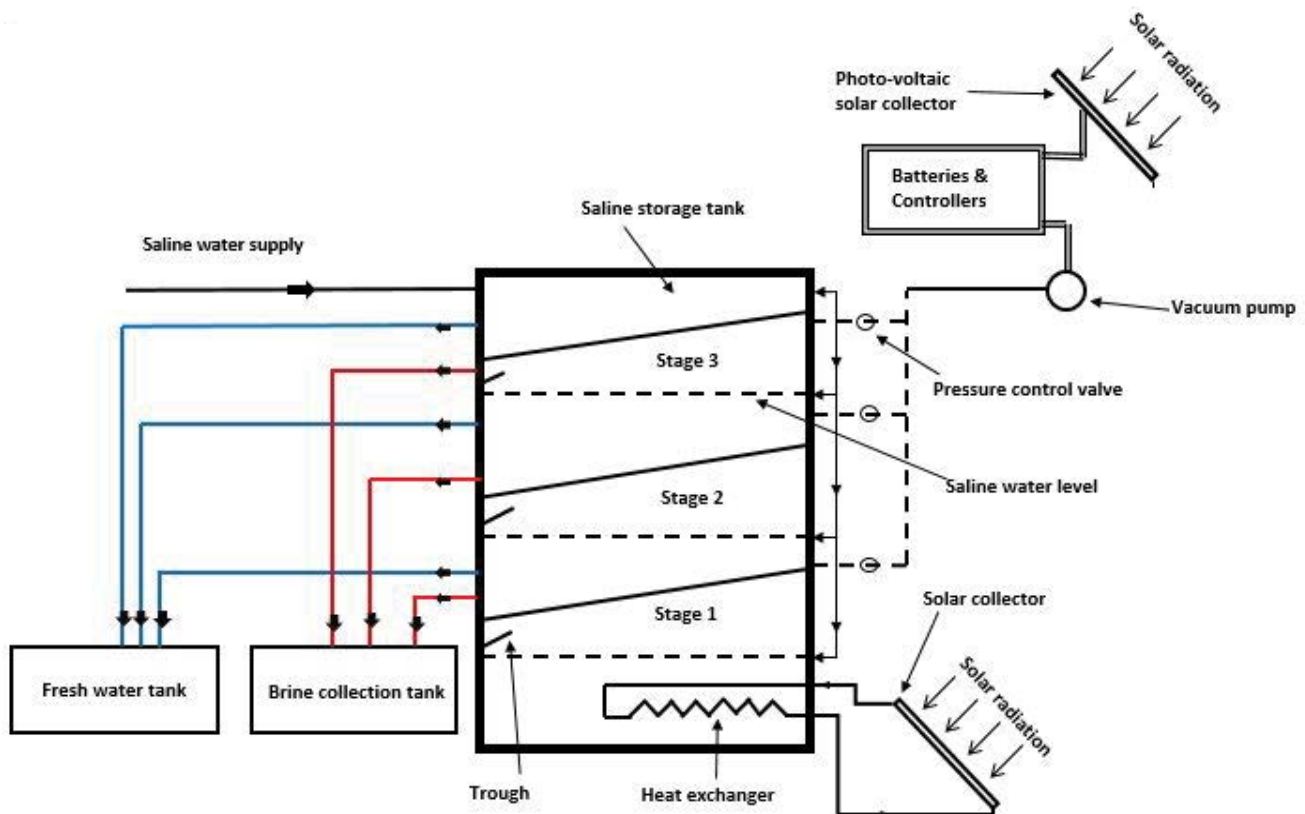 Solar radiation
Photo-voltaic
solar collector
Batteries &
Controllers
Saline storage tank
Saline water supply
Vacuum pump
Stage 3
Pressure control valve
Stage 2
Saline water level
Stage 1
Solar collector
Solar radiation
Fresh water tank
Brine collection tank
Trough
Heat exchanger